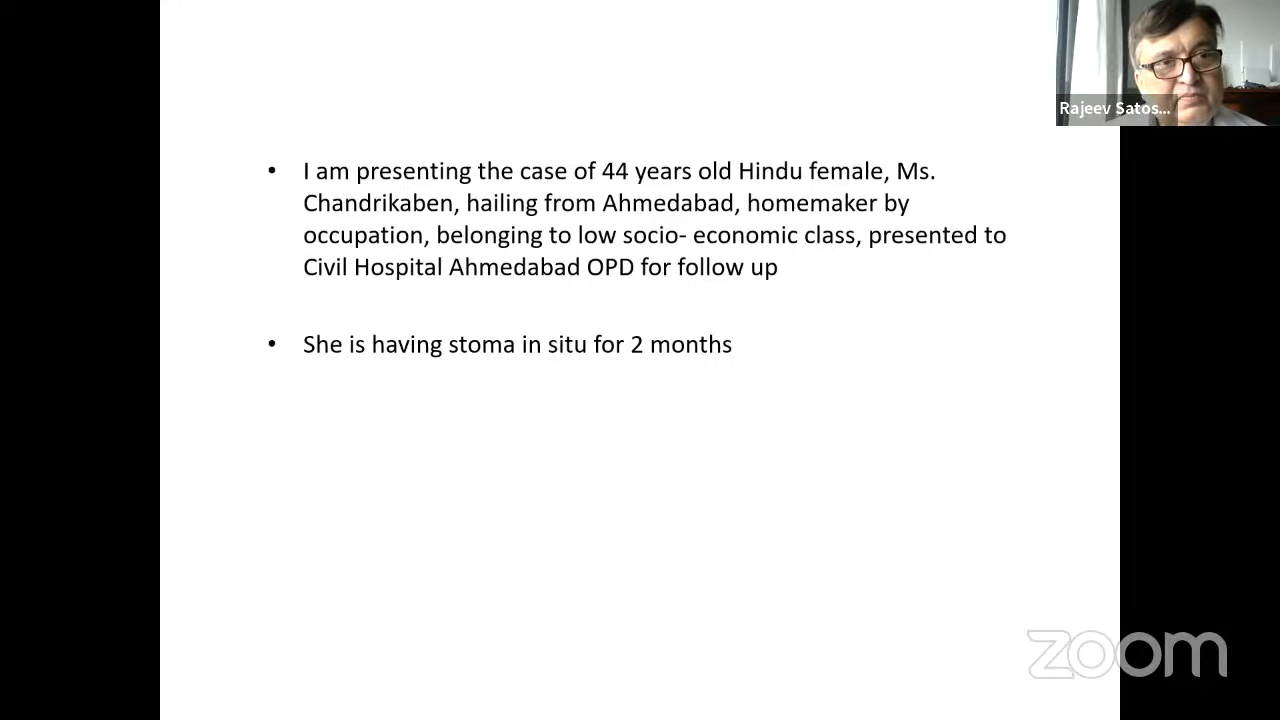 Rajeev Satos...
• I am presenting the case of 44 years old Hindu female, Ms.
Chandrikaben, hailing from Ahmedabad, homemaker by
occupation, belonging to low socio- economic class, presented to
Civil Hospital Ahmedabad OPD for follow up
• She is having stoma in situ for 2 months
zoom